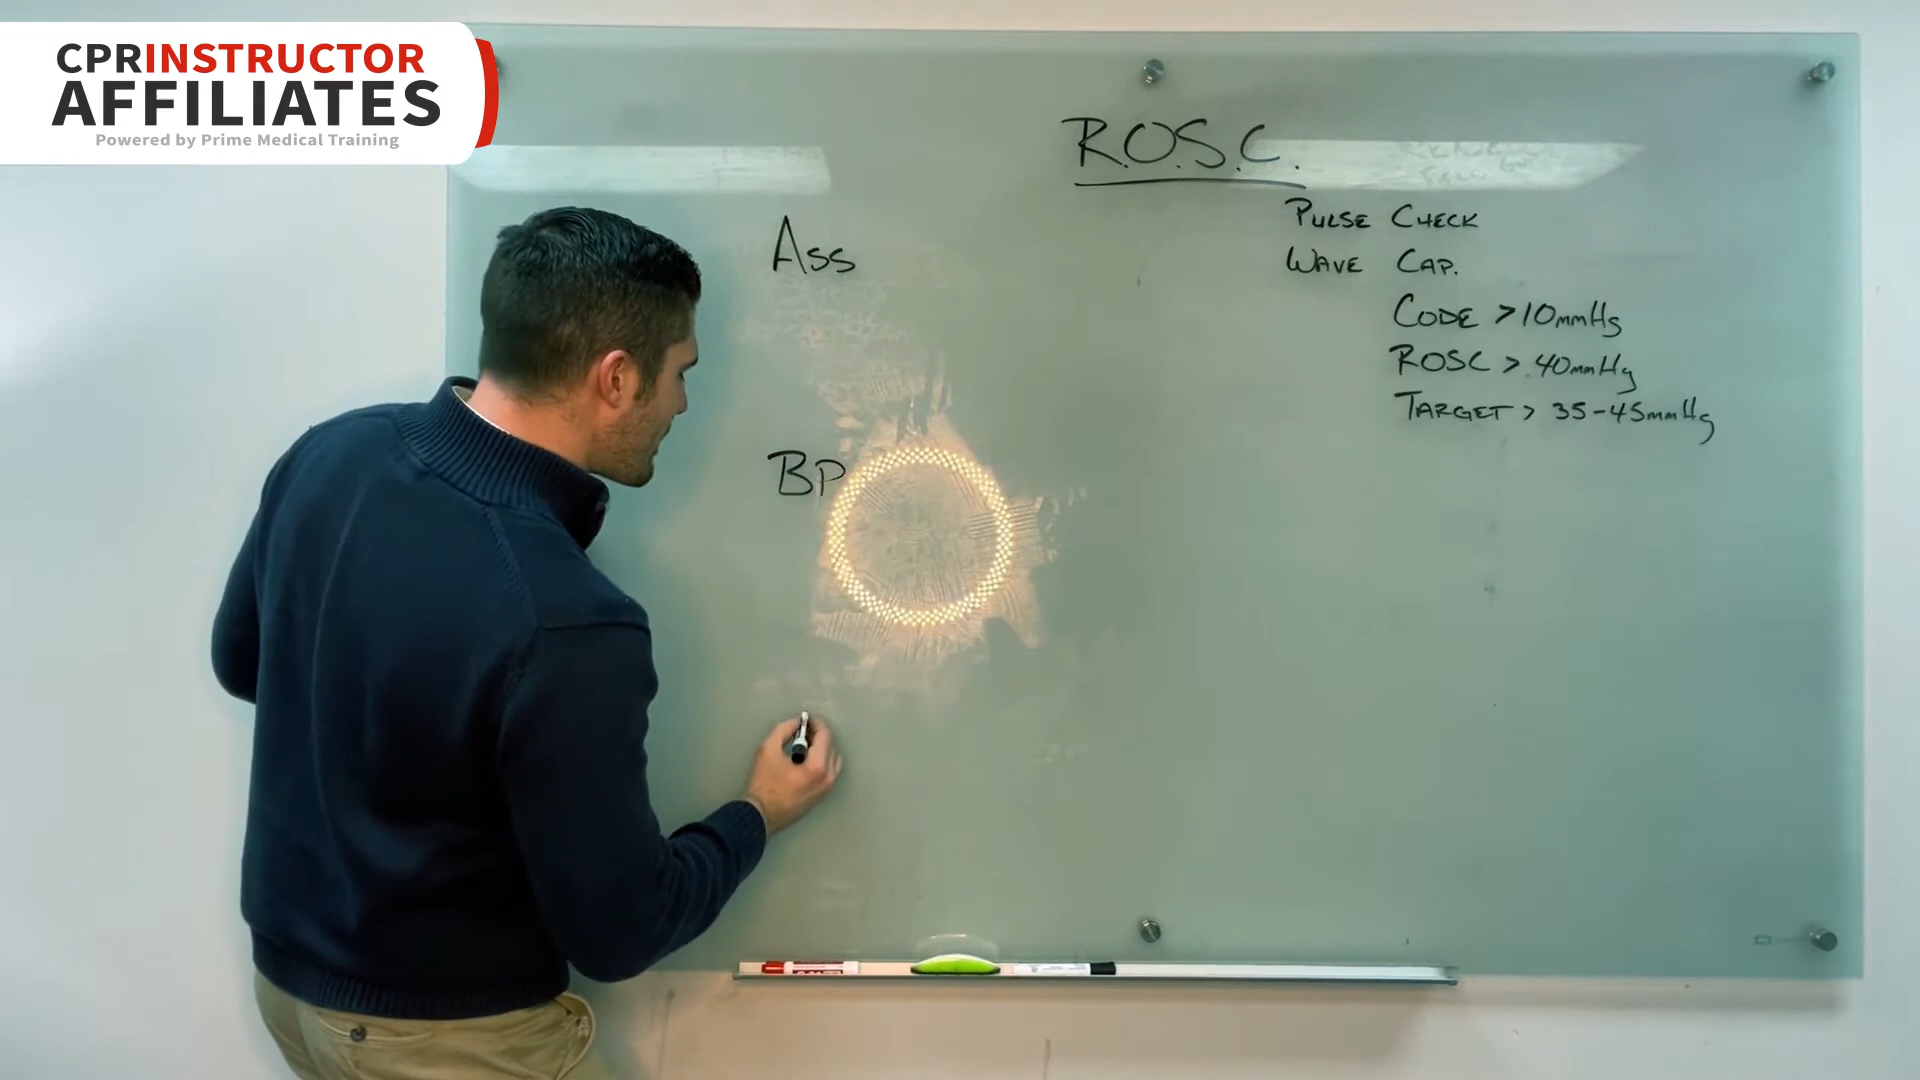 CPRINSTRUCTOR
AFFILIATES
Powered by Prime Medical Training
R.O.S.C.
Pulse Check
Wave Cap.
Code >10mmHg
ROSC > 40mmHg
Target > 35-45mmHg
Ass
BP